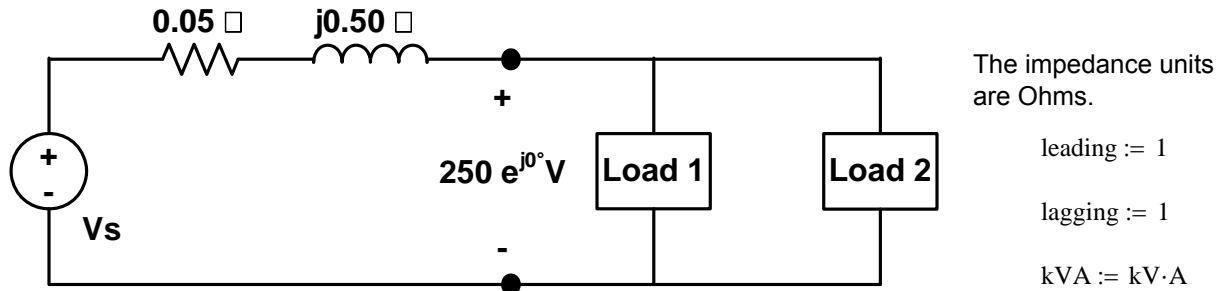 0.05 □ j0.50 □
The impedance units
are Ohms.
+
leading := 1
+
-
250 e^j0° V
Load 1
Load 2
lagging := 1
Vs
-
kVA := kV·A